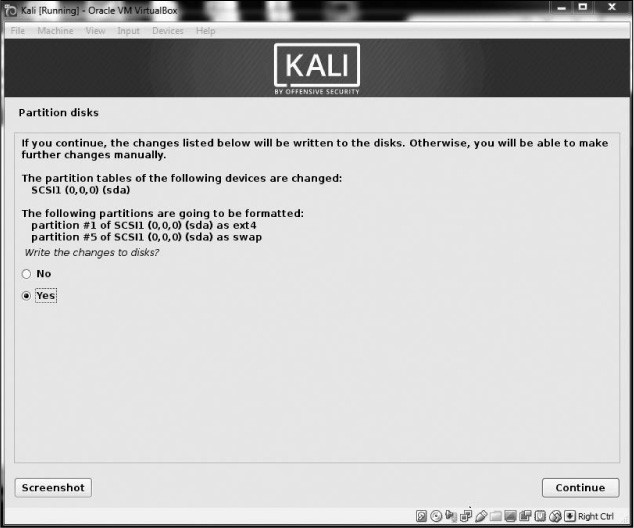 Kali [Running] - Oracle VM VirtualBox
File Machine View Input Devices Help
KALI
BY OFFENSIVE SECURITY
Partition disks
If you continue, the changes listed below will be written to the disks. Otherwise, you will be able to make
further changes manually.
The partition tables of the following devices are changed:
SCSI1 (0,0,0) (sda)
The following partitions are going to be formatted:
partition #1 of SCSI1 (0,0,0) (sda) as ext4
partition #5 of SCSI1 (0,0,0) (sda) as swap
Write the changes to disks?
No
Yes
Screenshot
Continue
Right Ctrl